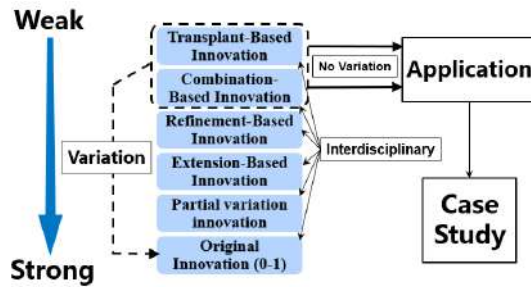 Weak
Transplant-Based
Innovation
Combination-
Based Innovation
Refinement-Based
Innovation
Extension-Based
Innovation
Partial variation
innovation
Original
Innovation (0-1)
Strong
Variation
No Variation
Interdisciplinary
Application
Case
Study